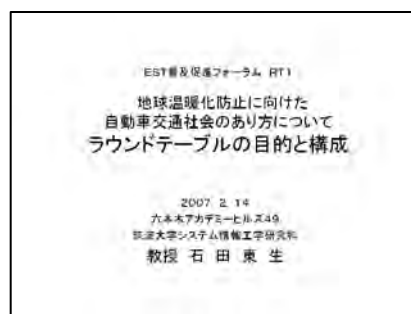 EST普及促進フォーラム RT1
地球温暖化防止に向けた
自動車交通社会のあり方について
ラウンドテーブルの目的と構成
2007. 2. 14
六本木アカデミーヒルズ49
筑波大学システム情報工学研究科
教授 石田東生